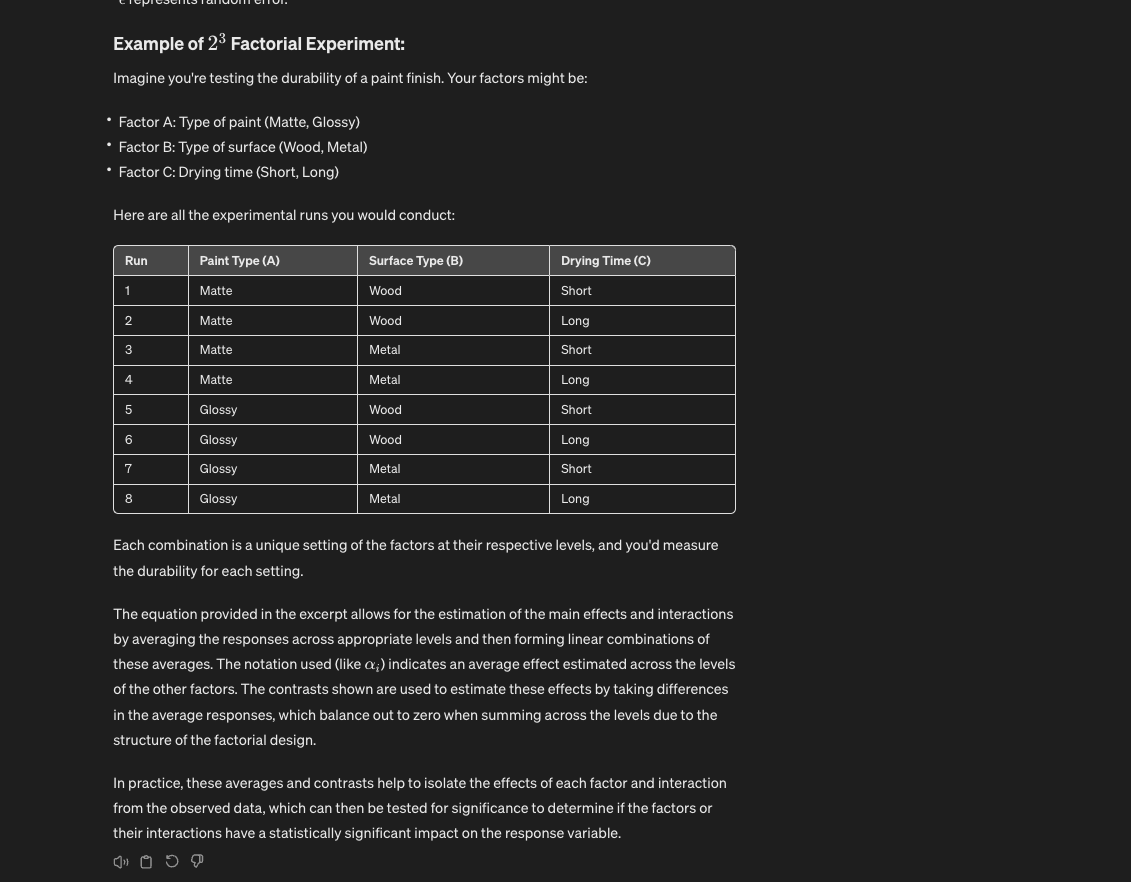 ϵ represents random error.
Example of 2³ Factorial Experiment:
Imagine you're testing the durability of a paint finish. Your factors might be:
• Factor A: Type of paint (Matte, Glossy)
• Factor B: Type of surface (Wood, Metal)
• Factor C: Drying time (Short, Long)
Here are all the experimental runs you would conduct:
Run Paint Type (A) Surface Type (B) Drying Time (C)
1 Matte Wood Short
2 Matte Wood Long
3 Matte Metal Short
4 Matte Metal Long
5 Glossy Wood Short
6 Glossy Wood Long
7 Glossy Metal Short
8 Glossy Metal Long
Each combination is a unique setting of the factors at their respective levels, and you'd measure
the durability for each setting.
The equation provided in the excerpt allows for the estimation of the main effects and interactions
by averaging the responses across appropriate levels and then forming linear combinations of
these averages. The notation used (like αᵢ) indicates an average effect estimated across the levels
of the other factors. The contrasts shown are used to estimate these effects by taking differences
in the average responses, which balance out to zero when summing across the levels due to the
structure of the factorial design.
In practice, these averages and contrasts help to isolate the effects of each factor and interaction
from the observed data, which can then be tested for significance to determine if the factors or
their interactions have a statistically significant impact on the response variable.